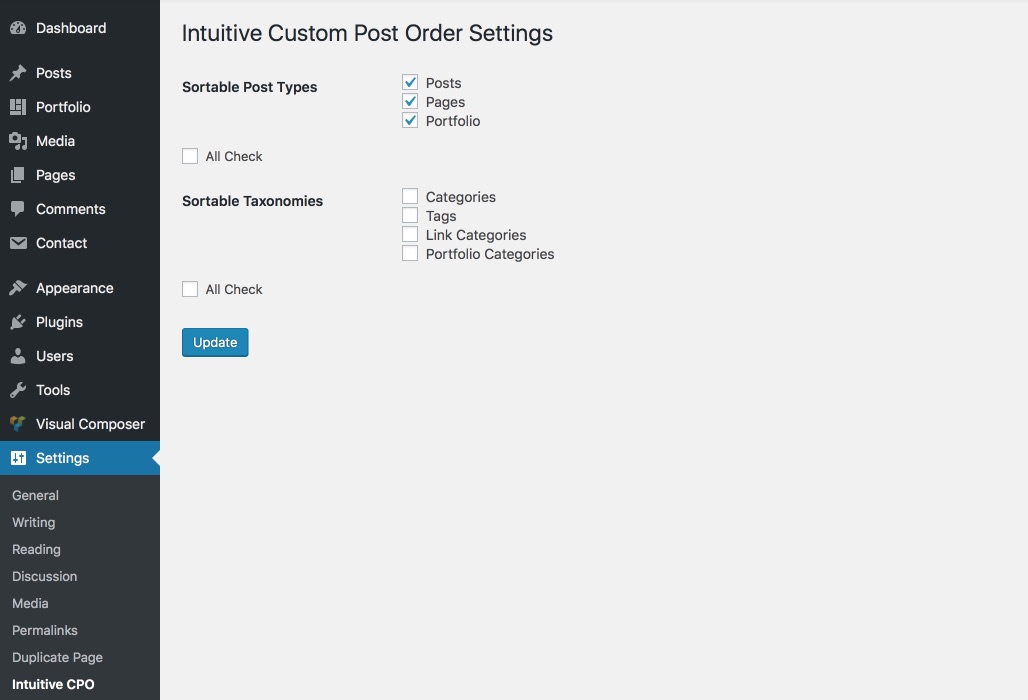 Dashboard
Posts
Portfolio
Media
Pages
Comments
Contact
Appearance
Plugins
Users
Tools
Visual Composer
Settings
General
Writing
Reading
Discussion
Media
Permalinks
Duplicate Page
Intuitive CPO
Intuitive Custom Post Order Settings
Sortable Post Types
Posts
Pages
Portfolio
All Check
Sortable Taxonomies
Categories
Tags
Link Categories
Portfolio Categories
All Check
Update